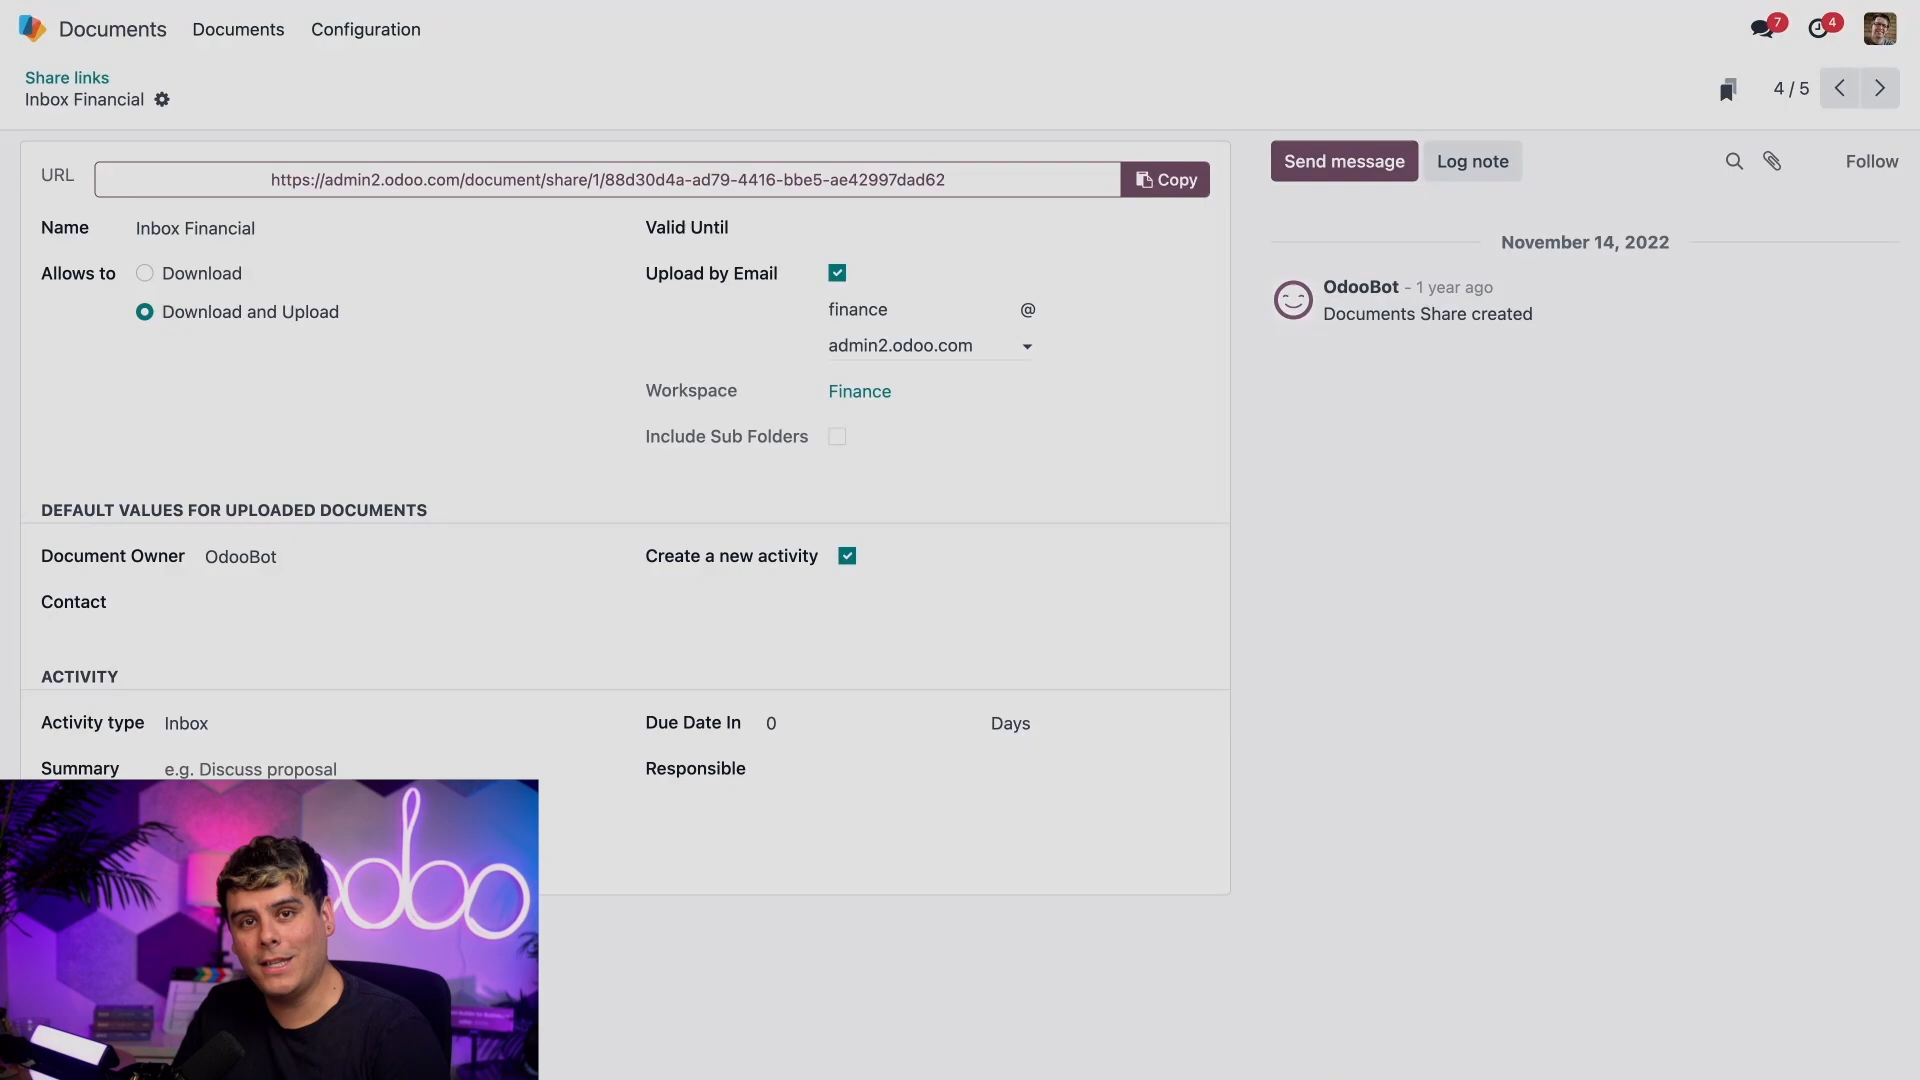 Documents Documents Configuration 7 4
Share links
Inbox Financial 4 / 5
URL https://admin2.odoo.com/document/share/1/88d30d4a-ad79-4416-bbe5-ae42997dad62 Copy
Send message Log note Follow
Name Inbox Financial Valid Until
November 14, 2022
Allows to Download Upload by Email
OdooBot - 1 year ago
Documents Share created
Download and Upload finance @
admin2.odoo.com
Workspace Finance
Include Sub Folders
DEFAULT VALUES FOR UPLOADED DOCUMENTS
Document Owner OdooBot Create a new activity
Contact
ACTIVITY
Activity type Inbox Due Date In 0 Days
Summary e.g. Discuss proposal Responsible
odoo